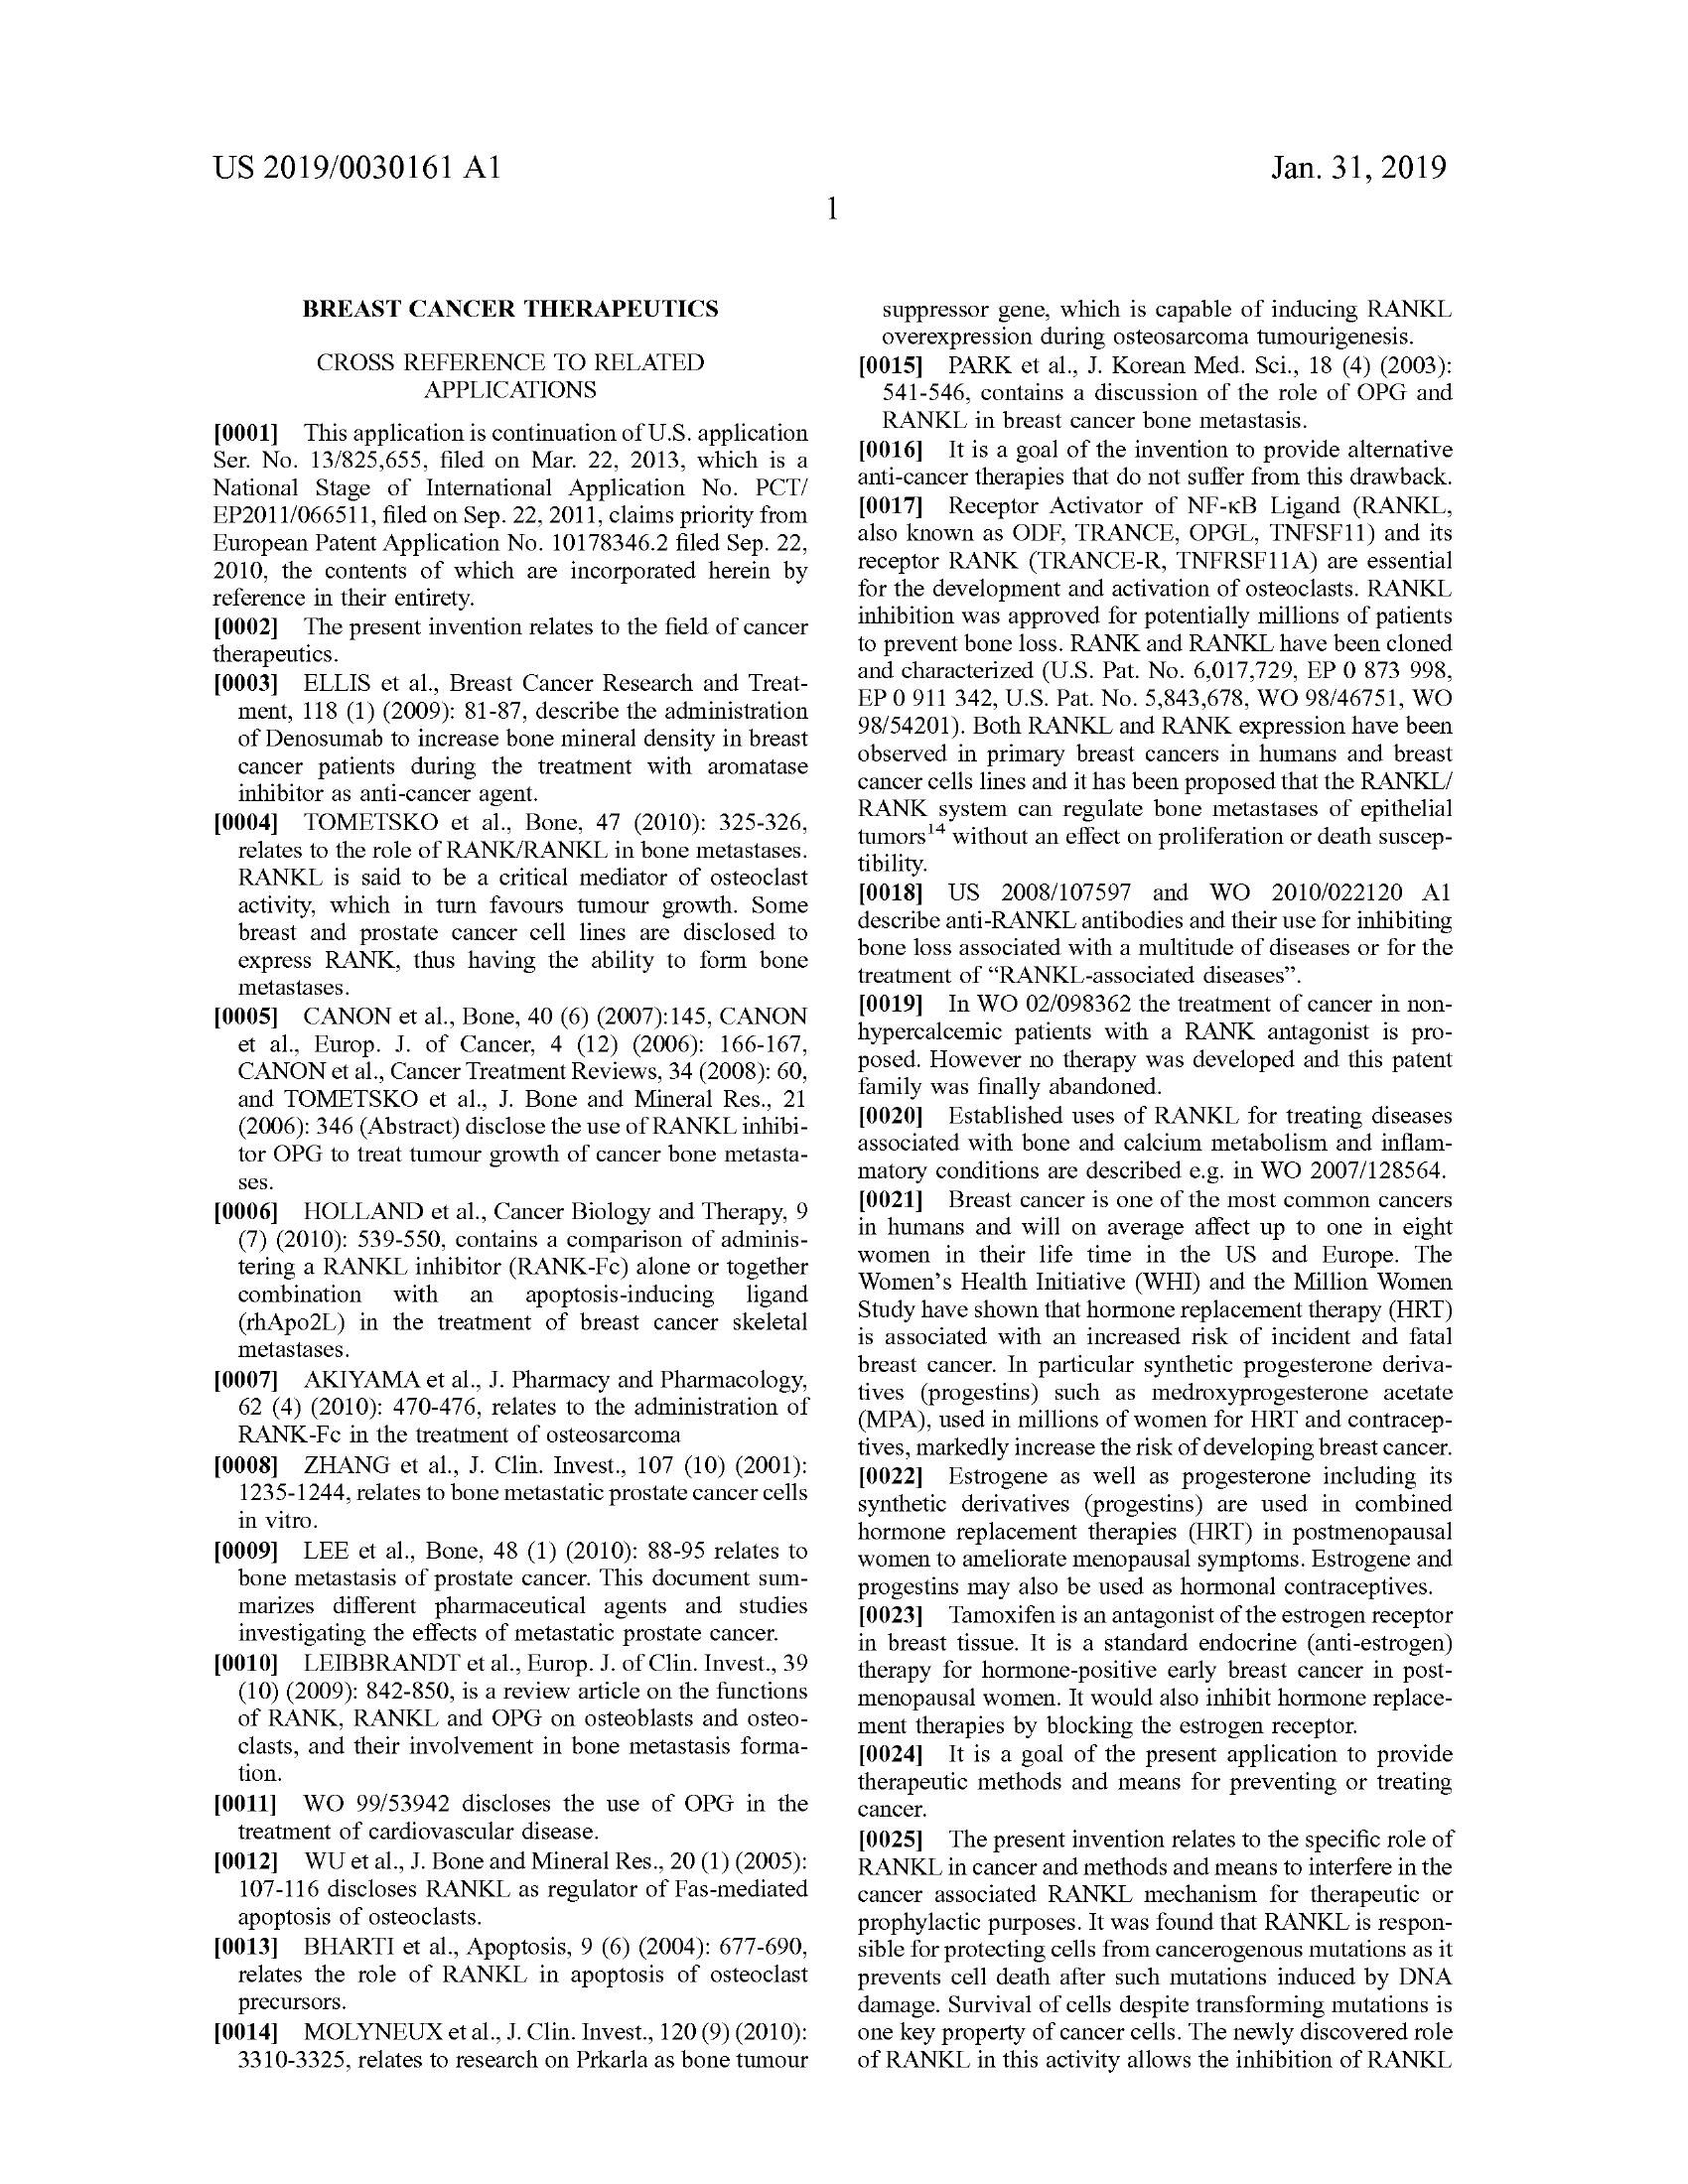 US 2019/0030161 A1
Jan. 31, 2019
1
BREAST CANCER THERAPEUTICS
CROSS REFERENCE TO RELATED
APPLICATIONS
[0001] This application is continuation of U.S. application
Ser. No. 13/825,655, filed on Mar. 22, 2013, which is a
National Stage of International Application No. PCT/
EP2011/066511, filed on Sep. 22, 2011, claims priority from
European Patent Application No. 10178346.2 filed Sep. 22,
2010, the contents of which are incorporated herein by
reference in their entirety.
[0002] The present invention relates to the field of cancer
therapeutics.
[0003] ELLIS et al., Breast Cancer Research and Treat-
ment, 118 (1) (2009): 81-87, describe the administration
of Denosumab to increase bone mineral density in breast
cancer patients during the treatment with aromatase
inhibitor as anti-cancer agent.
[0004] TOMETSKO et al., Bone, 47 (2010): 325-326,
relates to the role of RANK/RANKL in bone metastases.
RANKL is said to be a critical mediator of osteoclast
activity, which in turn favours tumour growth. Some
breast and prostate cancer cell lines are disclosed to
express RANK, thus having the ability to form bone
metastases.
[0005] CANON et al., Bone, 40 (6) (2007):145, CANON
et al., Europ. J. of Cancer, 4 (12) (2006): 166-167,
CANON et al., Cancer Treatment Reviews, 34 (2008): 60,
and TOMETSKO et al., J. Bone and Mineral Res., 21
(2006): 346 (Abstract) disclose the use of RANKL inhibi-
tor OPG to treat tumour growth of cancer bone metasta-
ses.
[0006] HOLLAND et al., Cancer Biology and Therapy, 9
(7) (2010): 539-550, contains a comparison of adminis-
tering a RANKL inhibitor (RANK-Fc) alone or together
combination with an apoptosis-inducing ligand
(rhApo2L) in the treatment of breast cancer skeletal
metastases.
[0007] AKIYAMA et al., J. Pharmacy and Pharmacology,
62 (4) (2010): 470-476, relates to the administration of
RANK-Fc in the treatment of osteosarcoma
[0008] ZHANG et al., J. Clin. Invest., 107 (10) (2001):
1235-1244, relates to bone metastatic prostate cancer cells
in vitro.
[0009] LEE et al., Bone, 48 (1) (2010): 88-95 relates to
bone metastasis of prostate cancer. This document sum-
marizes different pharmaceutical agents and studies
investigating the effects of metastatic prostate cancer.
[0010] LEIBBRANDT et al., Europ. J. of Clin. Invest., 39
(10) (2009): 842-850, is a review article on the functions
of RANK, RANKL and OPG on osteoblasts and osteo-
clasts, and their involvement in bone metastasis forma-
tion.
[0011] WO 99/53942 discloses the use of OPG in the
treatment of cardiovascular disease.
[0012] WU et al., J. Bone and Mineral Res., 20 (1) (2005):
107-116 discloses RANKL as regulator of Fas-mediated
apoptosis of osteoclasts.
[0013] BHARTI et al., Apoptosis, 9 (6) (2004): 677-690,
relates the role of RANKL in apoptosis of osteoclast
precursors.
[0014] MOLYNEUX et al., J. Clin. Invest., 120 (9) (2010):
3310-3325, relates to research on Prkarla as bone tumour
suppressor gene, which is capable of inducing RANKL
overexpression during osteosarcoma tumourigenesis.
[0015] PARK et al., J. Korean Med. Sci., 18 (4) (2003):
541-546, contains a discussion of the role of OPG and
RANKL in breast cancer bone metastasis.
[0016] It is a goal of the invention to provide alternative
anti-cancer therapies that do not suffer from this drawback.
[0017] Receptor Activator of NF-κB Ligand (RANKL,
also known as ODF, TRANCE, OPGL, TNFSF11) and its
receptor RANK (TRANCE-R, TNFRSF11A) are essential
for the development and activation of osteoclasts. RANKL
inhibition was approved for potentially millions of patients
to prevent bone loss. RANK and RANKL have been cloned
and characterized (U.S. Pat. No. 6,017,729, EP 0 873 998,
EP 0 911 342, U.S. Pat. No. 5,843,678, WO 98/46751, WO
98/54201). Both RANKL and RANK expression have been
observed in primary breast cancers in humans and breast
cancer cells lines and it has been proposed that the RANKL/
RANK system can regulate bone metastases of epithelial
tumors¹⁴ without an effect on proliferation or death suscep-
tibility.
[0018] US 2008/107597 and WO 2010/022120 A1
describe anti-RANKL antibodies and their use for inhibiting
bone loss associated with a multitude of diseases or for the
treatment of “RANKL-associated diseases”.
[0019] In WO 02/098362 the treatment of cancer in non-
hypercalcemic patients with a RANK antagonist is pro-
posed. However no therapy was developed and this patent
family was finally abandoned.
[0020] Established uses of RANKL for treating diseases
associated with bone and calcium metabolism and inflam-
matory conditions are described e.g. in WO 2007/128564.
[0021] Breast cancer is one of the most common cancers
in humans and will on average affect up to one in eight
women in their life time in the US and Europe. The
Women’s Health Initiative (WHI) and the Million Women
Study have shown that hormone replacement therapy (HRT)
is associated with an increased risk of incident and fatal
breast cancer. In particular synthetic progesterone deriva-
tives (progestins) such as medroxyprogesterone acetate
(MPA), used in millions of women for HRT and contracep-
tives, markedly increase the risk of developing breast cancer.
[0022] Estrogene as well as progesterone including its
synthetic derivatives (progestins) are used in combined
hormone replacement therapies (HRT) in postmenopausal
women to ameliorate menopausal symptoms. Estrogene and
progestins may also be used as hormonal contraceptives.
[0023] Tamoxifen is an antagonist of the estrogen receptor
in breast tissue. It is a standard endocrine (anti-estrogen)
therapy for hormone-positive early breast cancer in post-
menopausal women. It would also inhibit hormone replace-
ment therapies by blocking the estrogen receptor.
[0024] It is a goal of the present application to provide
therapeutic methods and means for preventing or treating
cancer.
[0025] The present invention relates to the specific role of
RANKL in cancer and methods and means to interfere in the
cancer associated RANKL mechanism for therapeutic or
prophylactic purposes. It was found that RANKL is respon-
sible for protecting cells from cancerogenous mutations as it
prevents cell death after such mutations induced by DNA
damage. Survival of cells despite transforming mutations is
one key property of cancer cells. The newly discovered role
of RANKL in this activity allows the inhibition of RANKL